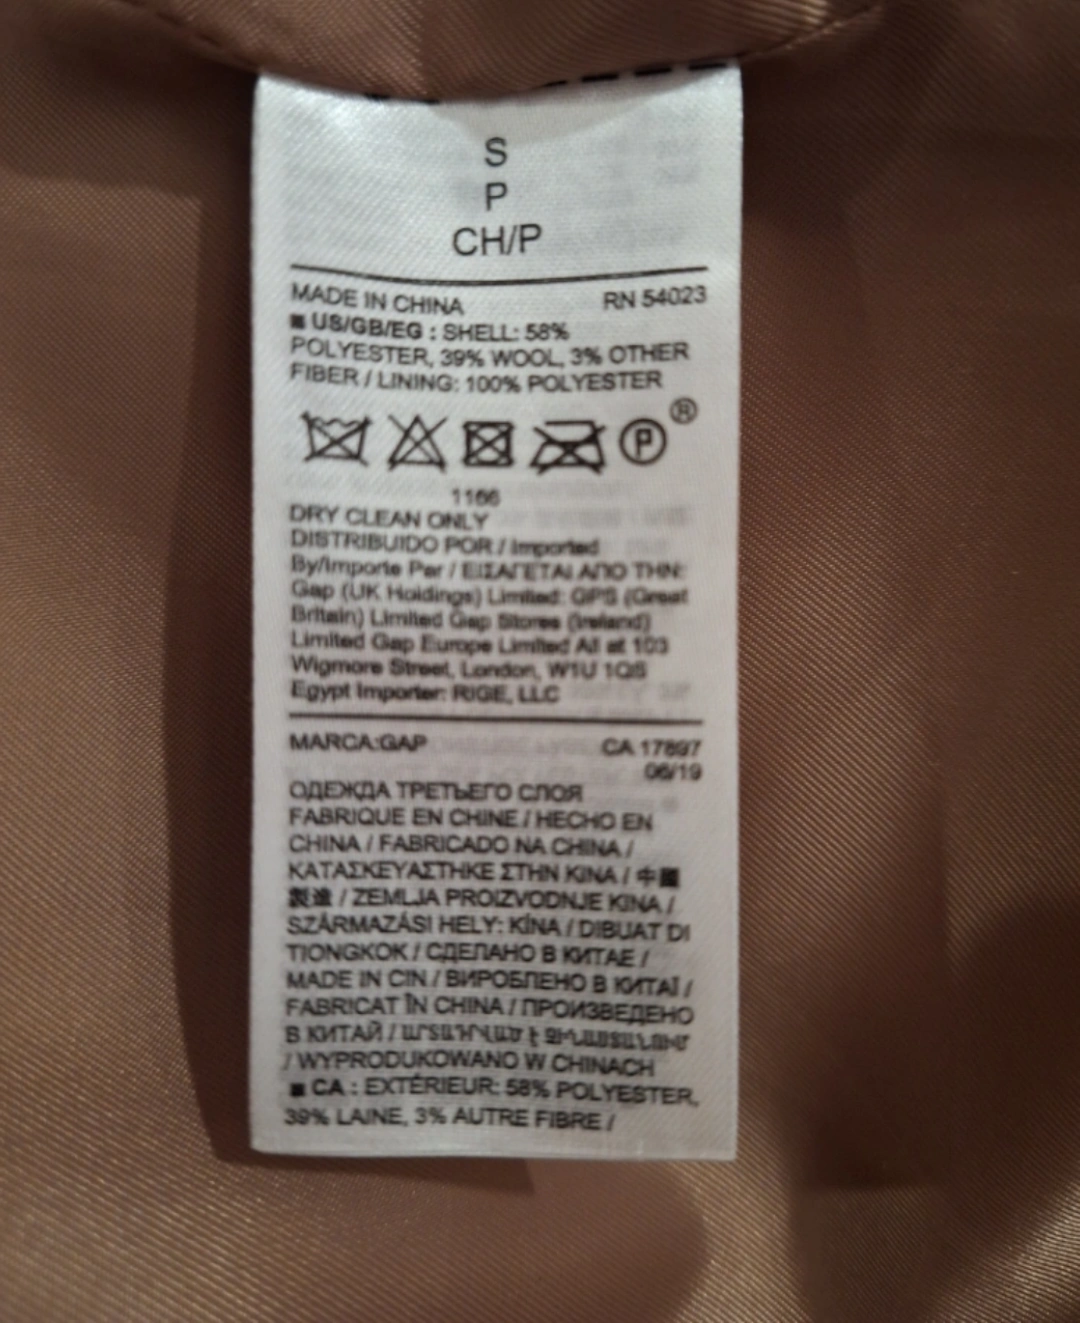 S
P
CH/P
MADE IN CHINA RN 54023
■ US/GB/EG : SHELL: 58%
POLYESTER, 39% WOOL, 3% OTHER
FIBER / LINING: 100% POLYESTER
P ®
1166
DRY CLEAN ONLY
DISTRIBUIDO POR / Imported
By/Importe Par / ΕΙΣΑΓΕΤΑΙ ΑΠΟ ΤΗΝ:
Gap (UK Holdings) Limited: GPS (Great
Britain) Limited Gap Stores (Ireland)
Limited Gap Europe Limited All at 103
Wigmore Street, London, W1U 1QS
Egypt Importer: RIGE, LLC
MARCA:GAP CA 17897
06/19
ОДЕЖДА ТРЕТЬЕГО СЛОЯ
FABRIQUE EN CHINE / HECHO EN
CHINA / FABRICADO NA CHINA /
ΚΑΤΑΣΚΕΥΑΣΤΗΚΕ ΣΤΗΝ ΚΙΝΑ / 中國
製造 / ZEMLJA PROIZVODNJE KINA /
SZÁRMAZÁSI HELY: KÍNA / DIBUAT DI
TIONGKOK / СДЕЛАНО В КИТАЕ /
MADE IN CIN / ВИРОБЛЕНО В КИТАЇ /
FABRICAT ÎN CHINA / ПРОИЗВЕДЕНО
В КИТАЙ /
/ WYPRODUKOWANO W CHINACH
■ CA : EXTÉRIEUR: 58% POLYESTER,
39% LAINE, 3% AUTRE FIBRE /